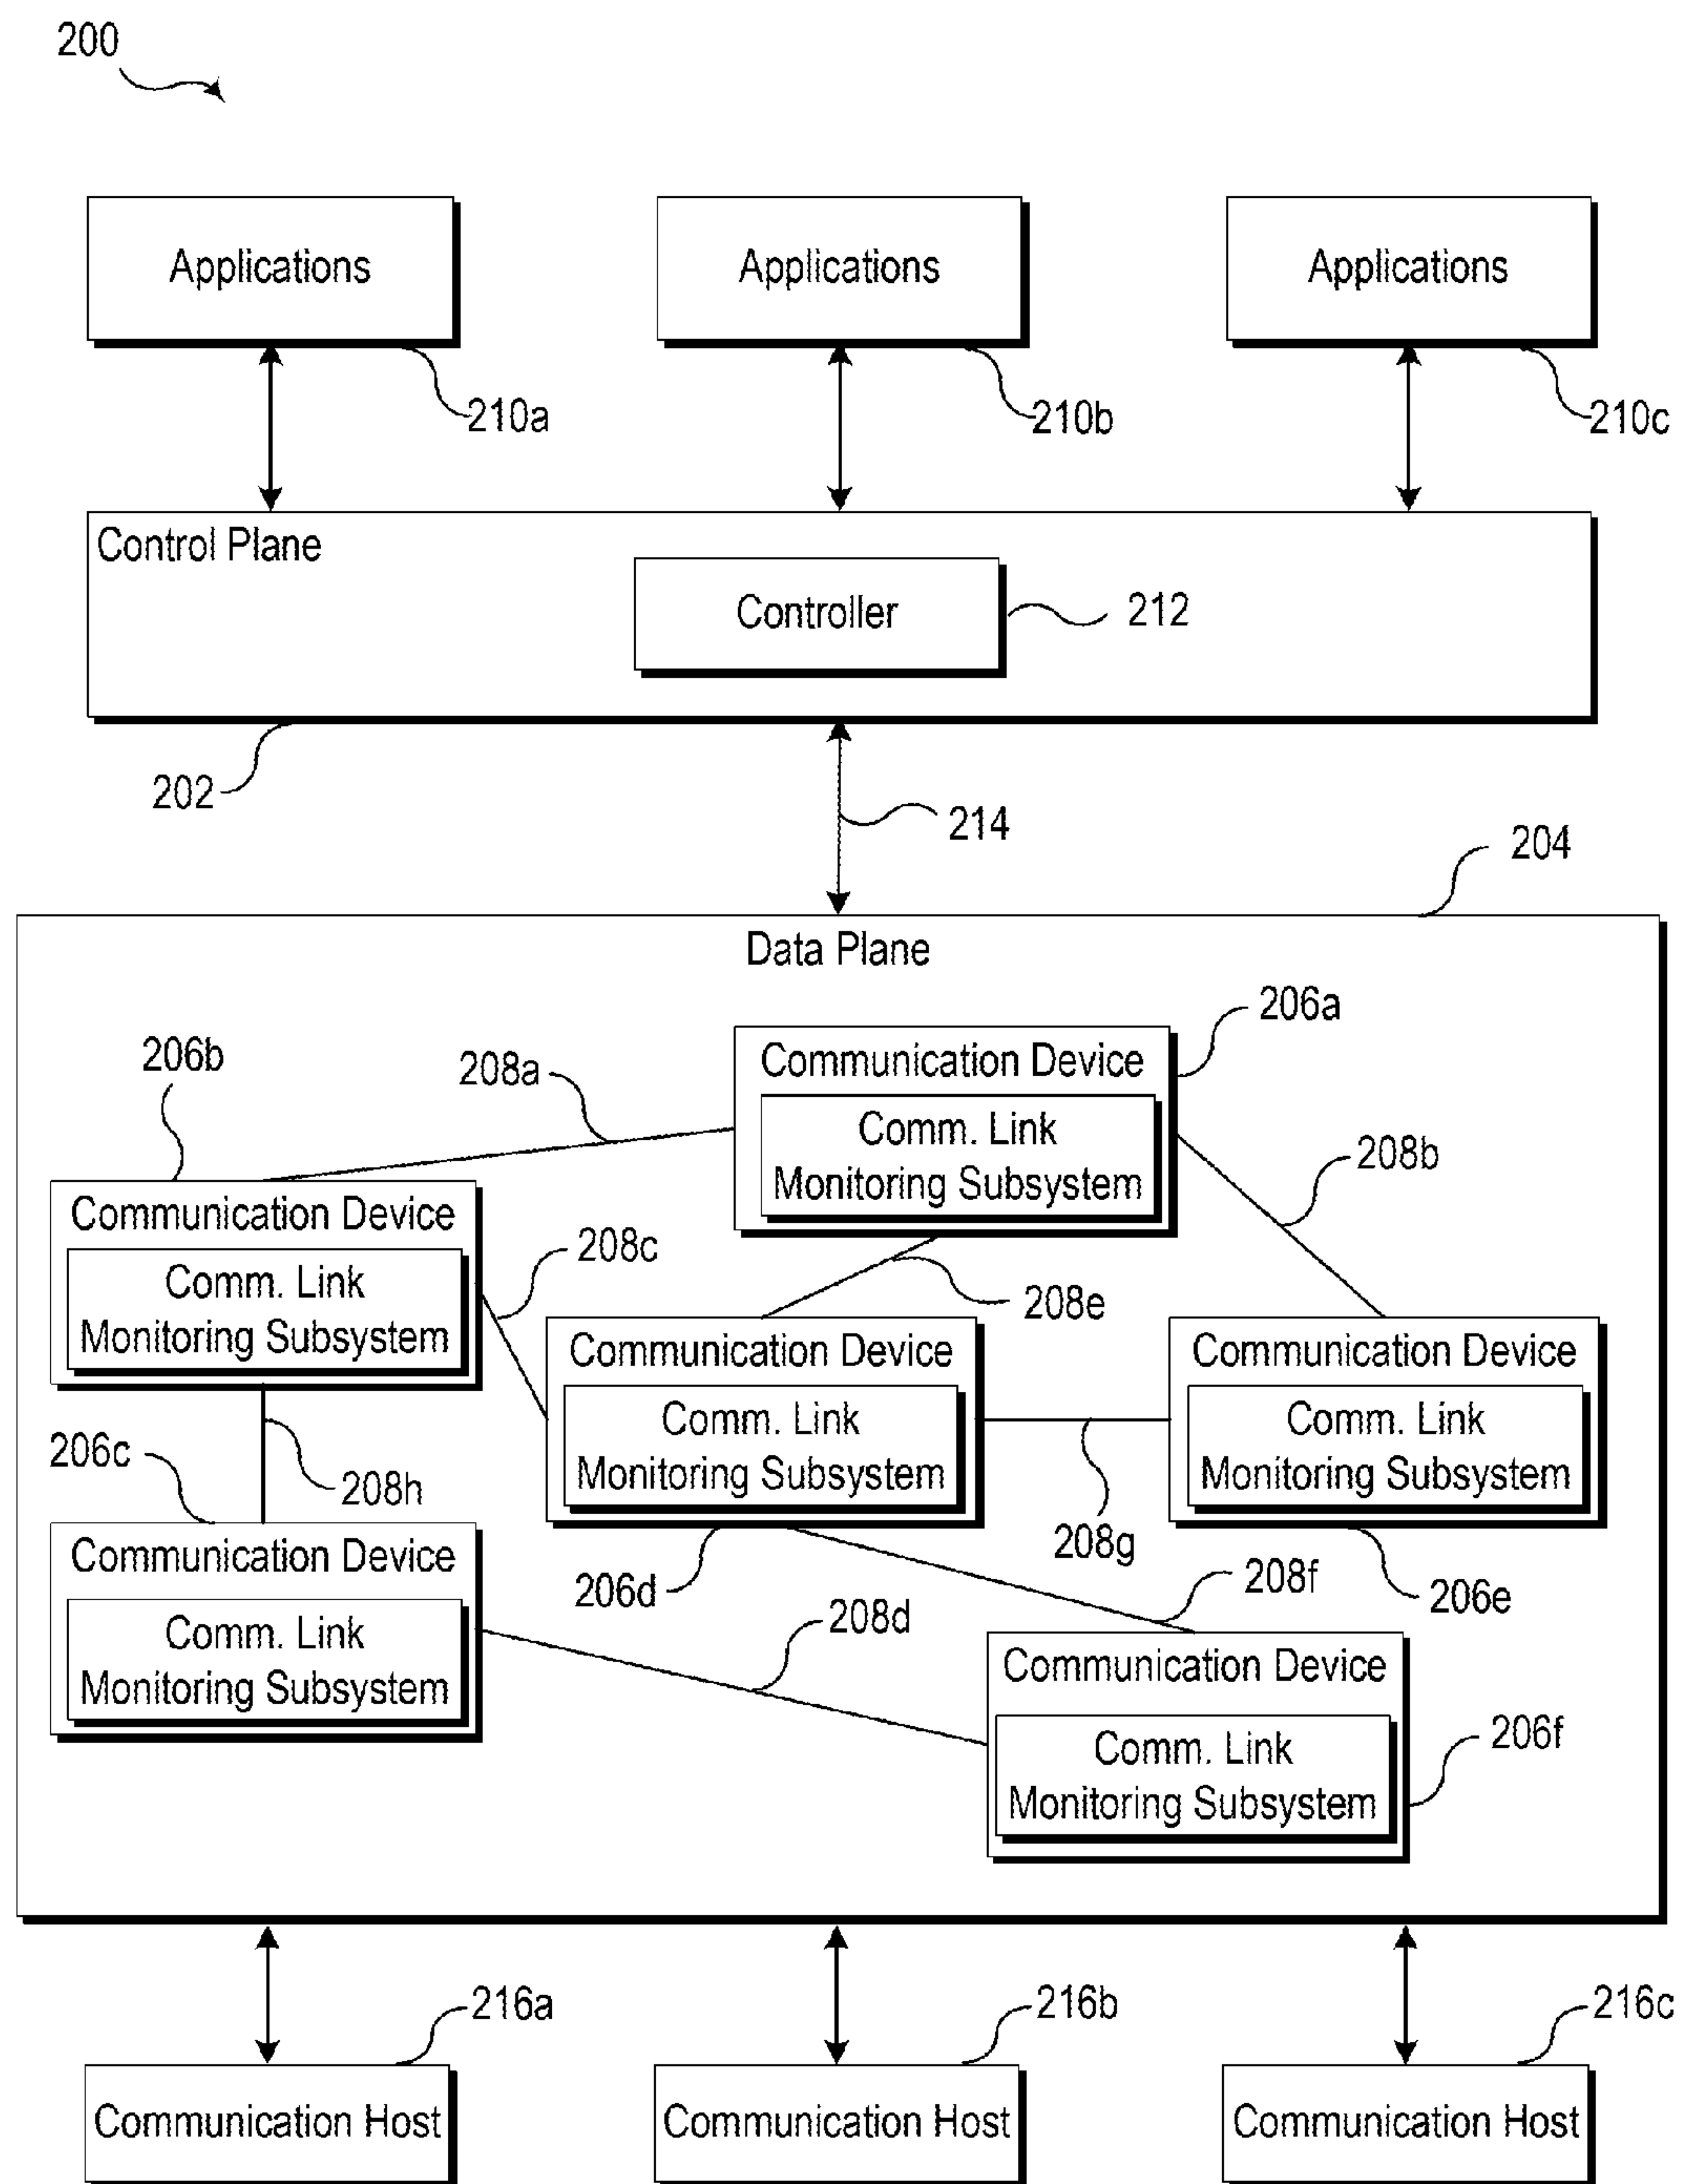 200
Applications
Applications
Applications
210a
210b
210c
Control Plane
Controller
212
202
214
204
Data Plane
206a
206b
208a
Communication Device
Comm. Link
Monitoring Subsystem
208b
Communication Device
Comm. Link
Monitoring Subsystem
208c
208e
Communication Device
Comm. Link
Monitoring Subsystem
Communication Device
Comm. Link
Monitoring Subsystem
206c
208h
208g
Communication Device
Comm. Link
Monitoring Subsystem
206d
208f
206e
208d
Communication Device
Comm. Link
Monitoring Subsystem
206f
216a
216b
216c
Communication Host
Communication Host
Communication Host